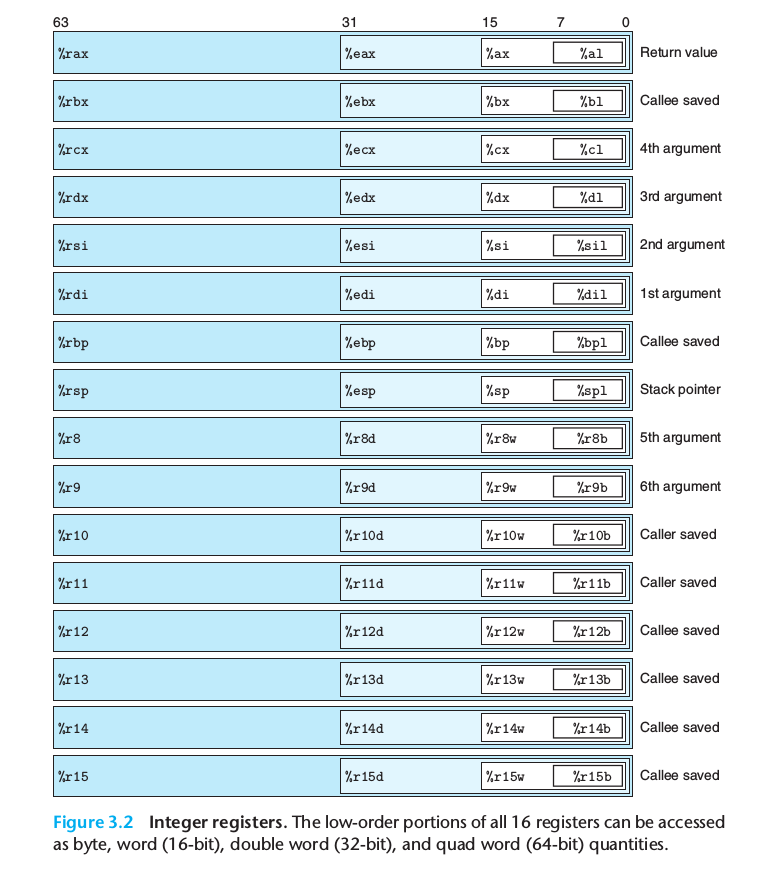 63 31 15 7 0
%rax %eax %ax %al Return value
%rbx %ebx %bx %bl Callee saved
%rcx %ecx %cx %cl 4th argument
%rdx %edx %dx %dl 3rd argument
%rsi %esi %si %sil 2nd argument
%rdi %edi %di %dil 1st argument
%rbp %ebp %bp %bpl Callee saved
%rsp %esp %sp %spl Stack pointer
%r8 %r8d %r8w %r8b 5th argument
%r9 %r9d %r9w %r9b 6th argument
%r10 %r10d %r10w %r10b Caller saved
%r11 %r11d %r11w %r11b Caller saved
%r12 %r12d %r12w %r12b Callee saved
%r13 %r13d %r13w %r13b Callee saved
%r14 %r14d %r14w %r14b Callee saved
%r15 %r15d %r15w %r15b Callee saved
Figure 3.2 Integer registers. The low-order portions of all 16 registers can be accessed
as byte, word (16-bit), double word (32-bit), and quad word (64-bit) quantities.